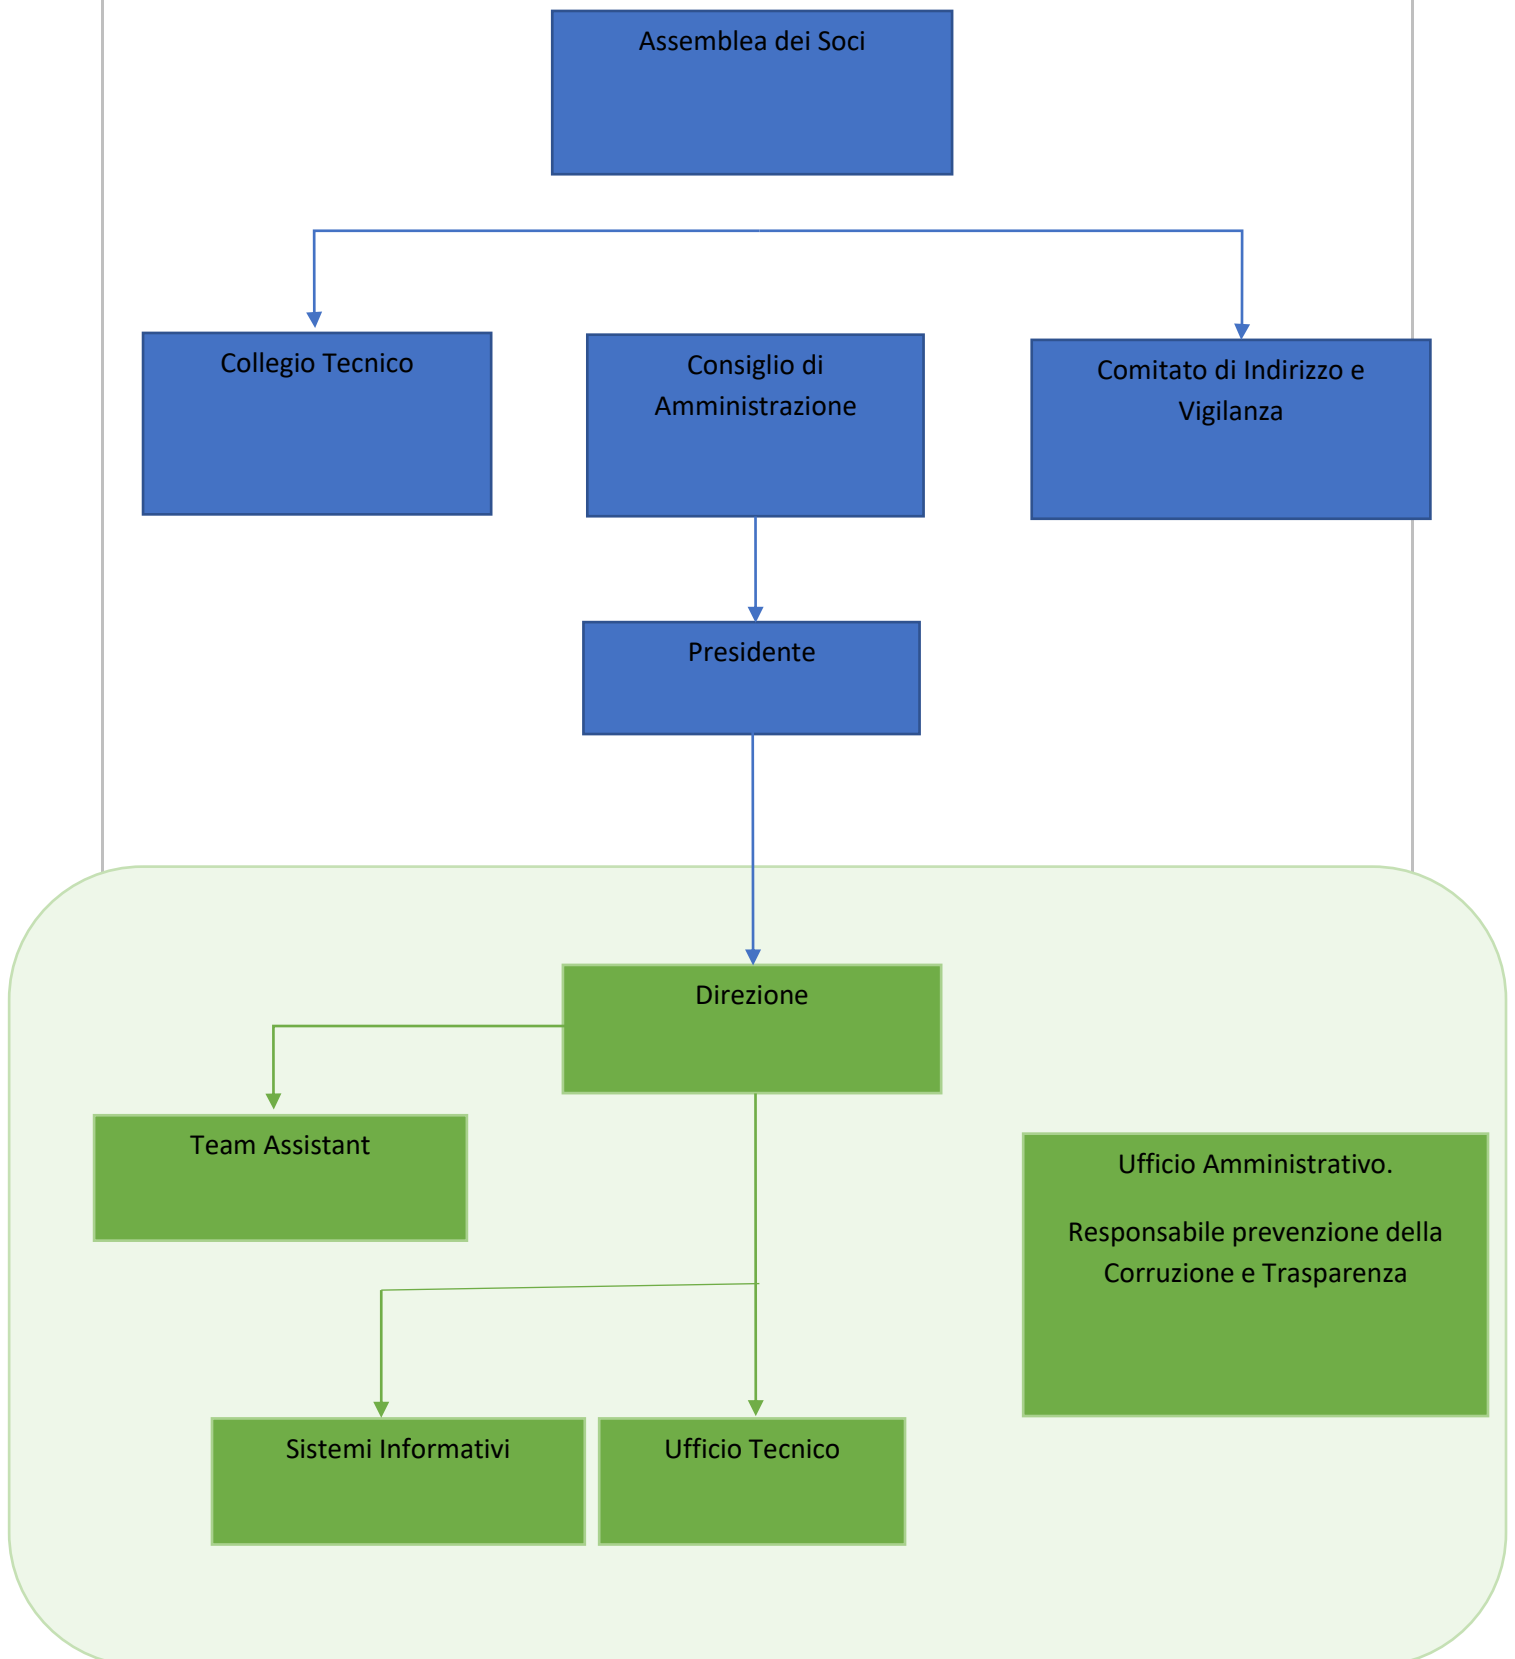 Assemblea dei Soci
Collegio Tecnico
Consiglio di
Amministrazione
Comitato di Indirizzo e
Vigilanza
Presidente
Direzione
Team Assistant
Ufficio Amministrativo.
Responsabile prevenzione della
Corruzione e Trasparenza
Sistemi Informativi
Ufficio Tecnico